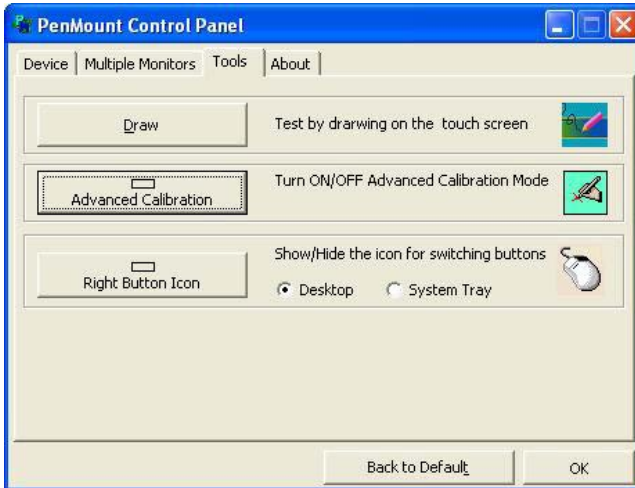 PenMount Control Panel
Device Multiple Monitors Tools About
Draw Test by drarwing on the touch screen
Advanced Calibration Turn ON/OFF Advanced Calibration Mode
Right Button Icon Show/Hide the icon for switching buttons
Desktop System Tray
Back to Default OK